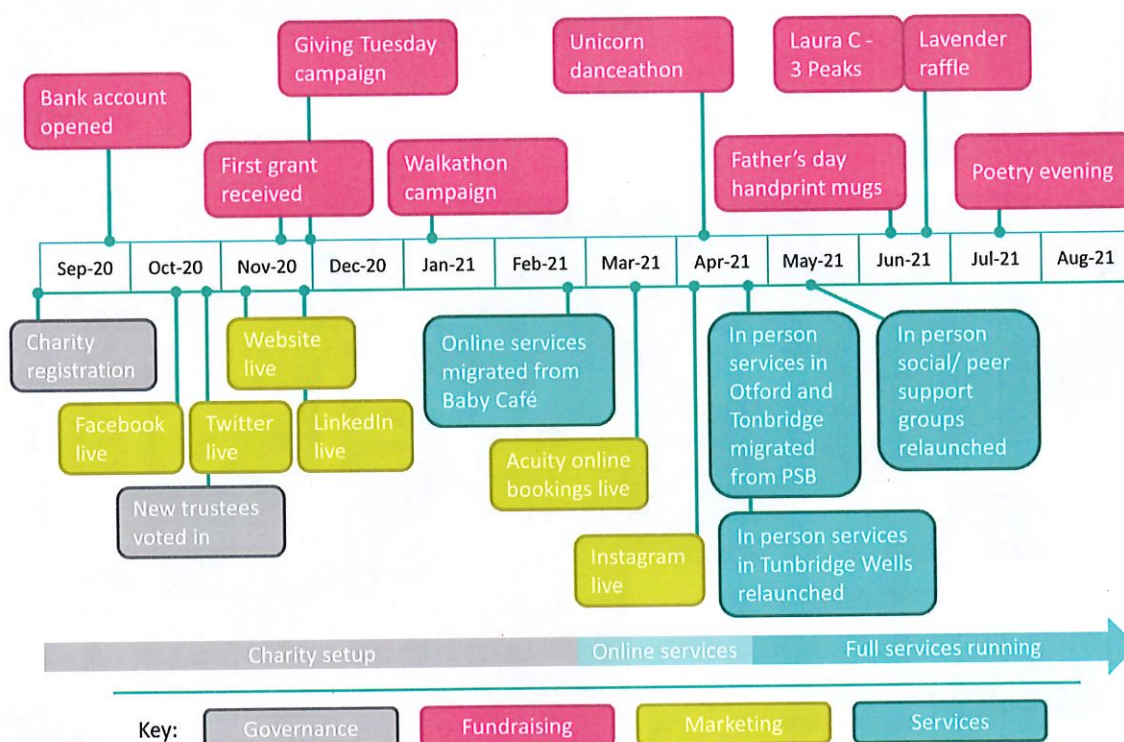 Giving Tuesday
campaign
Unicorn
danceathon
Laura C -
3 Peaks
Lavender
raffle
Bank account
opened
First grant
received
Walkathon
campaign
Father's day
handprint mugs
Poetry evening
Sep-20 Oct-20 Nov-20 Dec-20 Jan-21 Feb-21 Mar-21 Apr-21 May-21 Jun-21 Jul-21 Aug-21
Charity
registration
Website
live
Online services
migrated from
Baby Café
In person
services in
Otford and
Tonbridge
migrated
from PSB
In person
social/ peer
support
groups
relaunched
Facebook
live
Twitter
live
LinkedIn
live
Acuity online
bookings live
New trustees
voted in
Instagram
live
In person services
in Tunbridge Wells
relaunched
Charity setup Online services Full services running
Key: Governance Fundraising Marketing Services